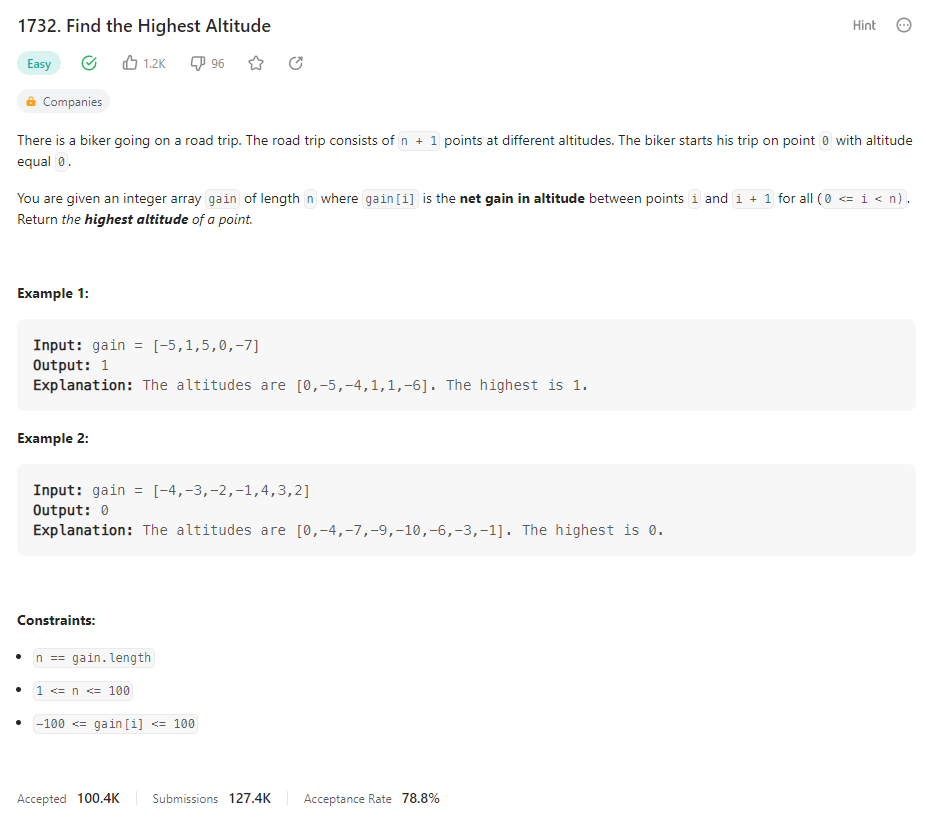 1732. Find the Highest Altitude
Hint
Easy
1.2K
96
Companies
There is a biker going on a road trip. The road trip consists of n + 1 points at different altitudes. The biker starts his trip on point 0 with altitude
equal 0.
You are given an integer array gain of length n where gain[i] is the net gain in altitude between points i and i + 1 for all (0 <= i < n).
Return the highest altitude of a point.
Example 1:
Input: gain = [-5,1,5,0,-7]
Output: 1
Explanation: The altitudes are [0,-5,-4,1,1,-6]. The highest is 1.
Example 2:
Input: gain = [-4,-3,-2,-1,4,3,2]
Output: 0
Explanation: The altitudes are [0,-4,-7,-9,-10,-6,-3,-1]. The highest is 0.
Constraints:
• n == gain.length
• 1 <= n <= 100
• -100 <= gain[i] <= 100
Accepted 100.4K Submissions 127.4K Acceptance Rate 78.8%